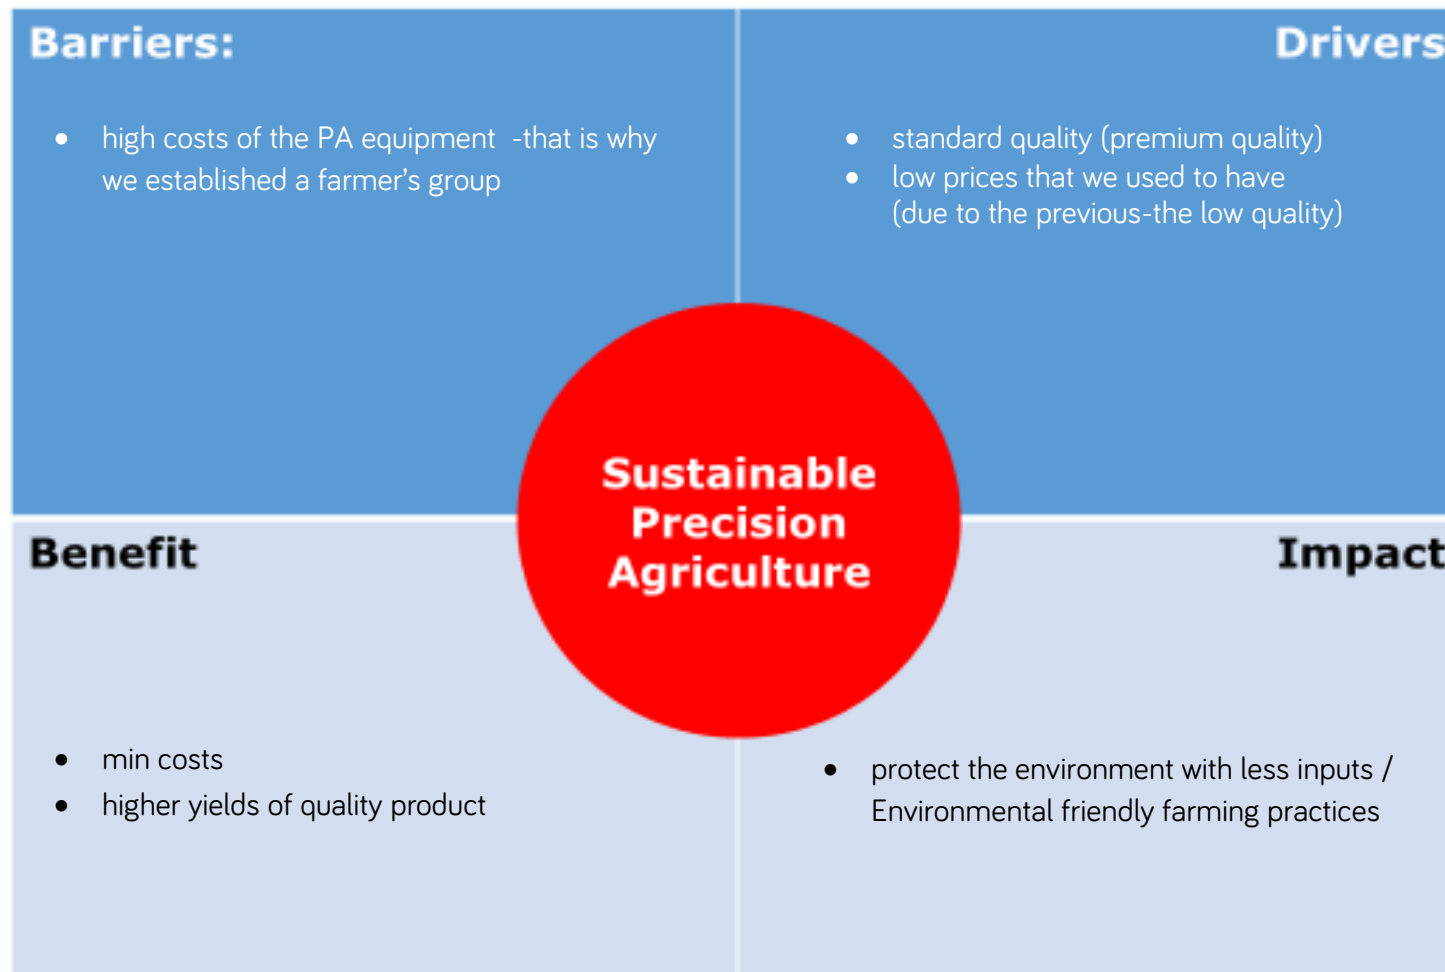 Barriers:
• high costs of the PA equipment -that is why
we established a farmer's group
Drivers
• standard quality (premium quality)
• low prices that we used to have
(due to the previous-the low quality)
Sustainable
Precision
Agriculture
Benefit
• min costs
• higher yields of quality product
Impact
• protect the environment with less inputs /
Environmental friendly farming practices